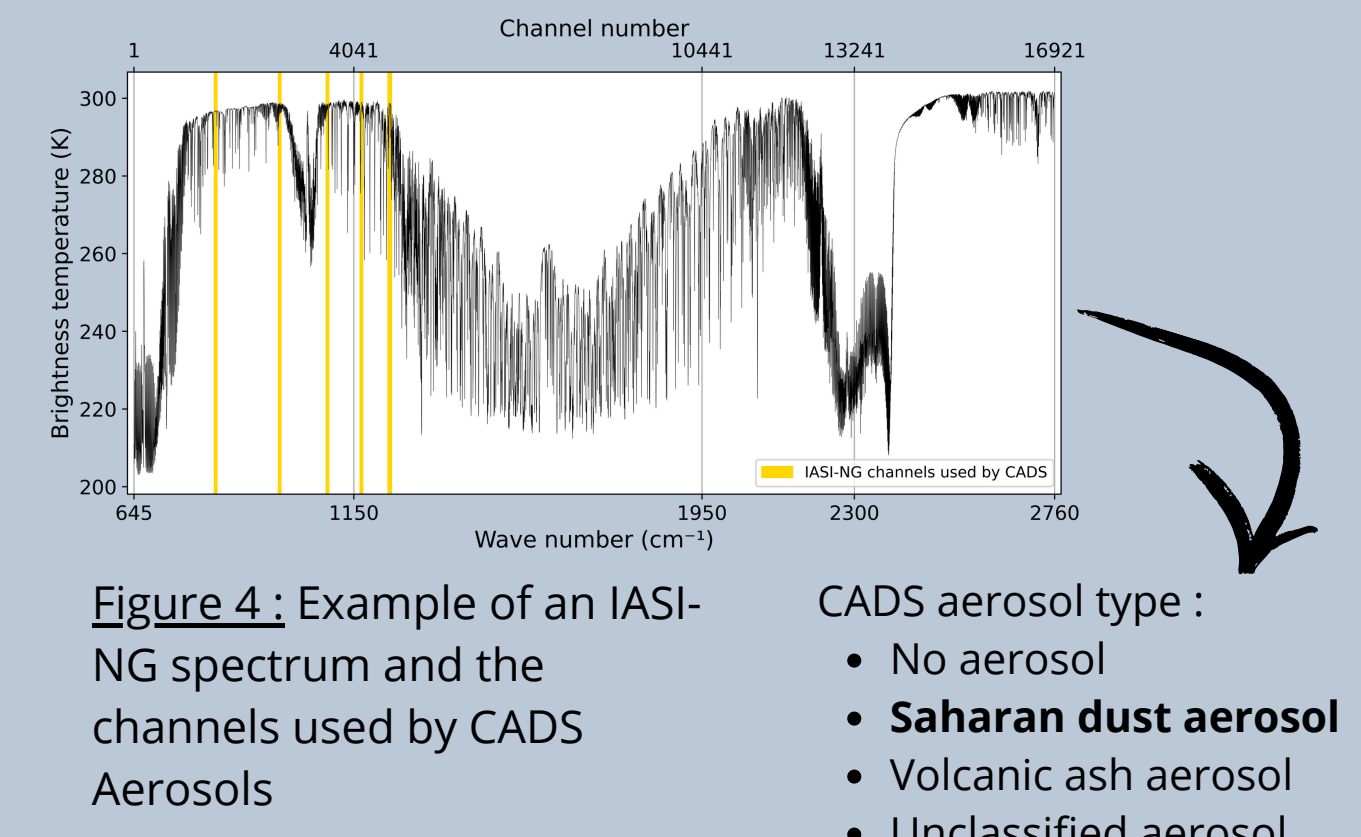 Channel number
1 4041 10441 13241 16921
Brightness temperature (K)
300
280
260
240
220
200
IASI-NG channels used by CADS
645 1150 1950 2300 2760
Wave number (cm⁻¹)
Figure 4 : Example of an IASI-
NG spectrum and the
channels used by CADS
Aerosols
CADS aerosol type :
• No aerosol
• Saharan dust aerosol
• Volcanic ash aerosol
• Unclassified aerosol